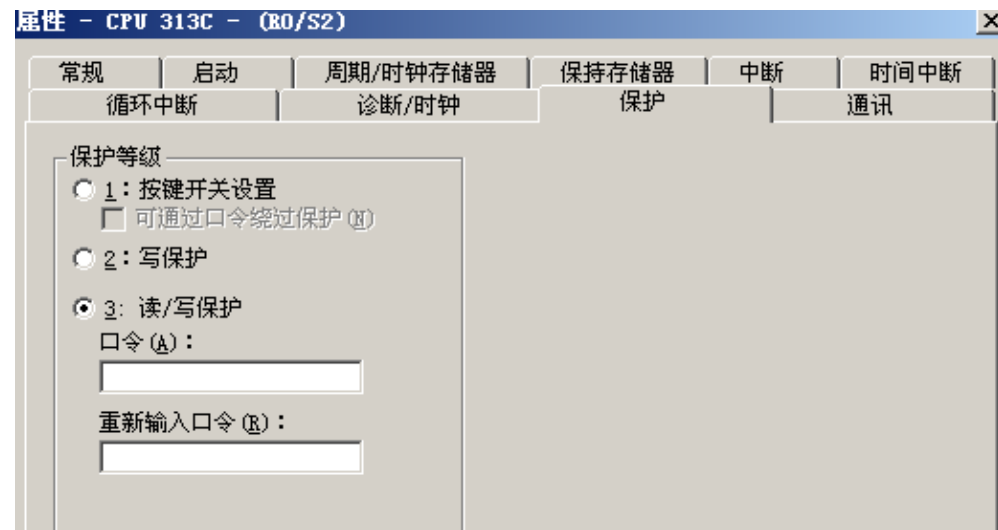 属性 - CPU 313C - (R0/S2)
常规 启动 周期/时钟存储器 保持存储器 中断 时间中断
循环中断 诊断/时钟 保护 通讯
保护等级
1：按键开关设置
可通过口令绕过保护(N)
2：写保护
3: 读/写保护
口令(A)：
重新输入口令(R)：